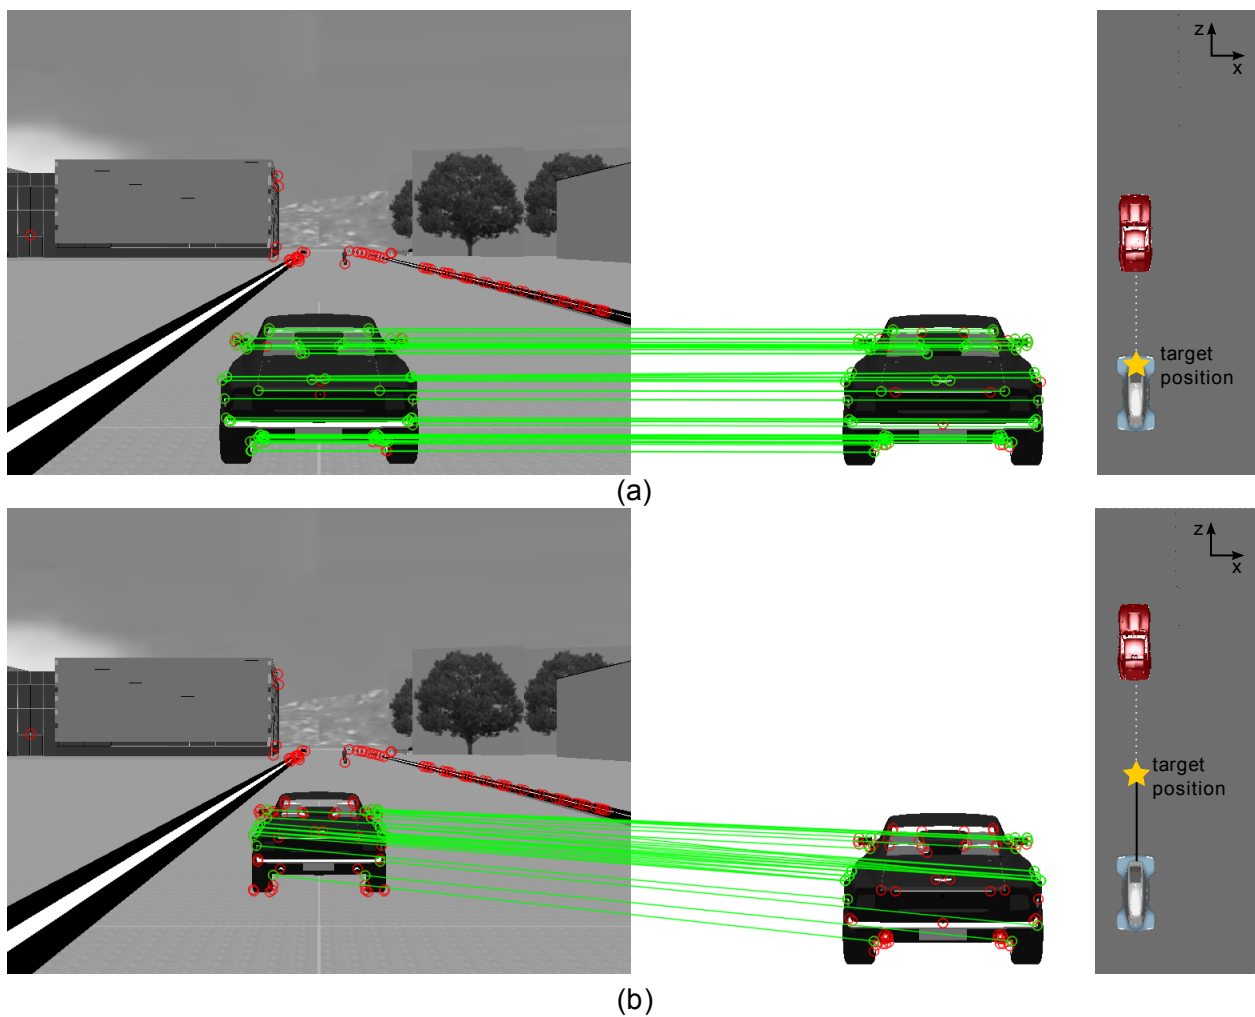 z
x
target
position
(a)
z
x
target
position
(b)